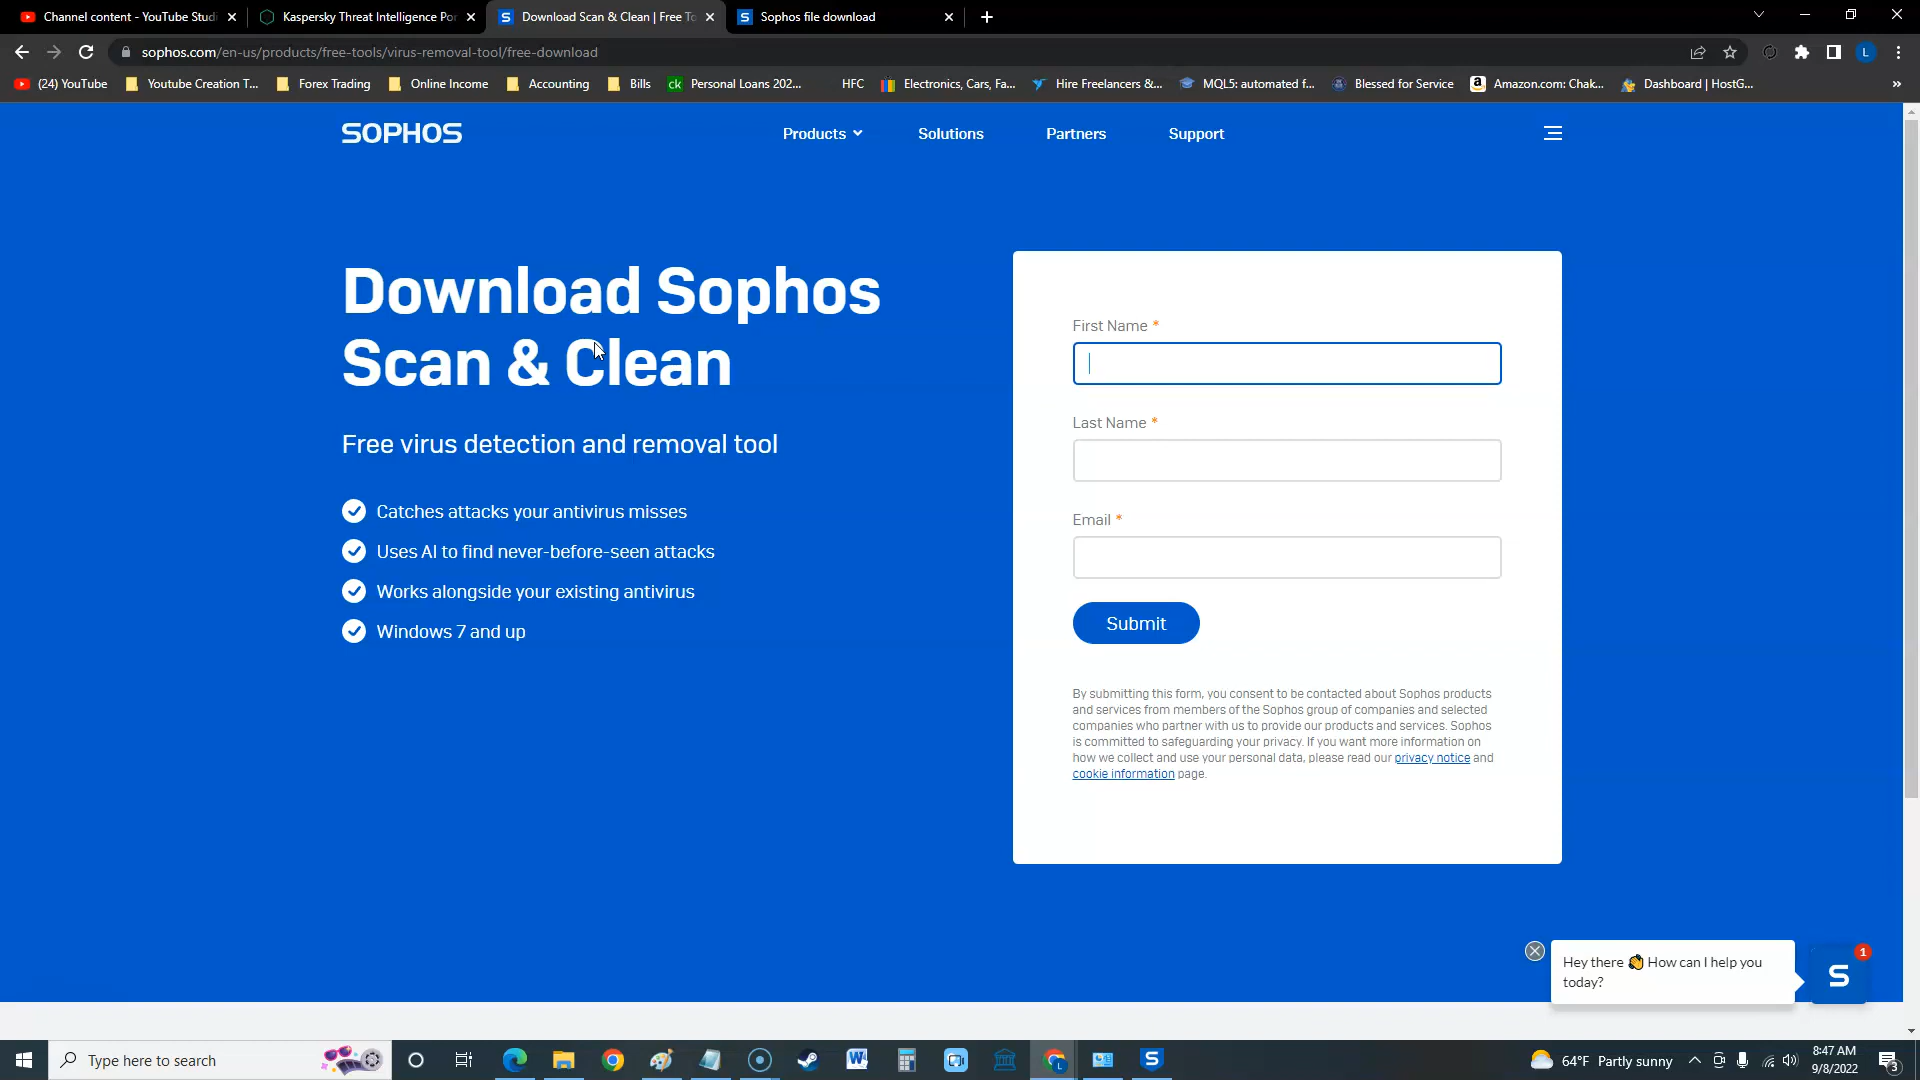 Channel content - YouTube Studi
Kaspersky Threat Intelligence Por
Download Scan & Clean | Free To
Sophos file download
sophos.com/en-us/products/free-tools/virus-removal-tool/free-download
L
(24) YouTube
Youtube Creation T...
Forex Trading
Online Income
Accounting
Bills
ck Personal Loans 202...
HFC
Electronics, Cars, Fa...
Hire Freelancers &...
MQL5: automated f...
Blessed for Service
Amazon.com: Chak...
Dashboard | HostG...
»
SOPHOS
Products
Solutions
Partners
Support
Download Sophos
Scan & Clean
Free virus detection and removal tool
Catches attacks your antivirus misses
Uses AI to find never-before-seen attacks
Works alongside your existing antivirus
Windows 7 and up
First Name *
Last Name *
Email *
Submit
By submitting this form, you consent to be contacted about Sophos products
and services from members of the Sophos group of companies and selected
companies who partner with us to provide our products and services. Sophos
is committed to safeguarding your privacy. If you want more information on
how we collect and use your personal data, please read our privacy notice and
cookie information page.
Hey there 👋 How can I help you
today?
S
1
Type here to search
64°F Partly sunny
8:47 AM
9/8/2022
3